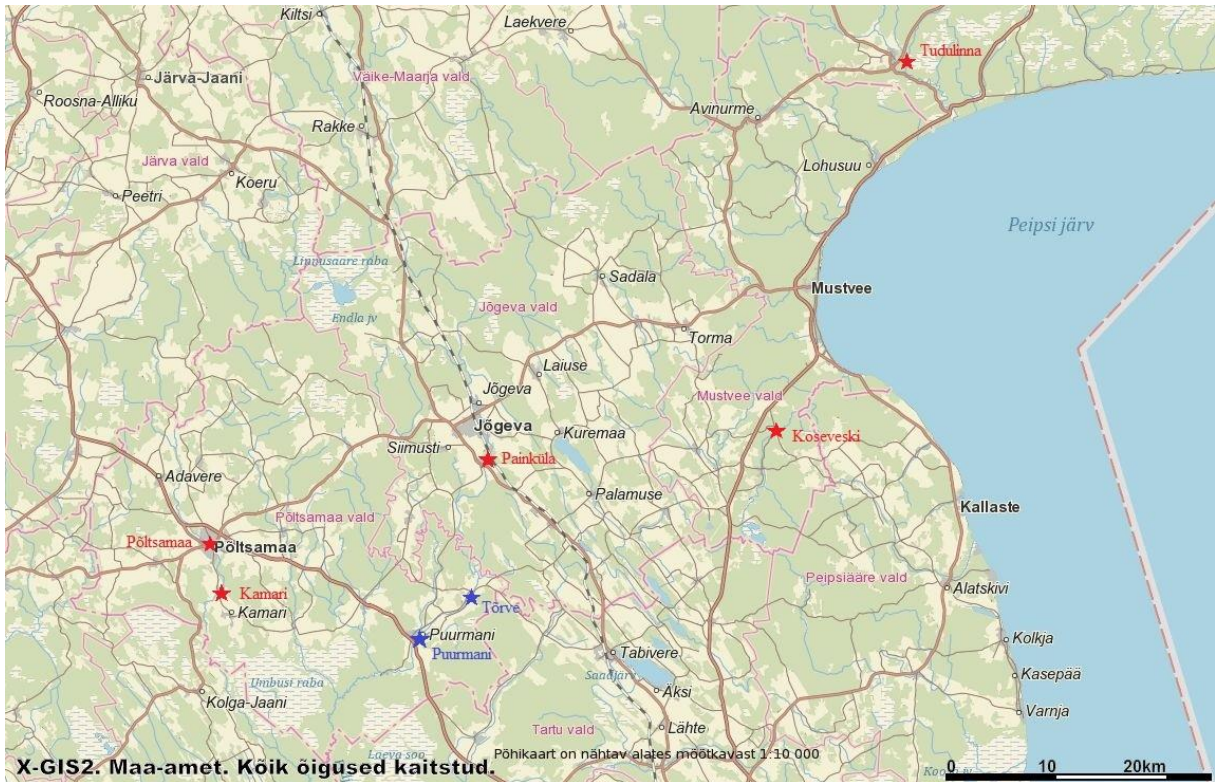 Kiltsi
Laekvere
Tudulinna
Järva-Jaani
Väike-Maarja vald
Roosna-Alliku
Avinurme
Rakke
Järva vald
Lohusuu
Koeru
Peetri
Peipsi järv
Linnusaare raba
Sadala
Mustvee
Endla jv
Jõgeva vald
Torma
Laiuse
Jõgeva
Mustvee vald
Jõgeva
Kuremaa
Koseveski
Siimusti
Painküla
Adavere
Palamuse
Kallaste
Põltsamaa vald
Põltsamaa
Põltsamaa
Peipsiääre vald
Alatskivi
Kamari
Kamari
Tõrve
Puurmani
Puurmani
Kolkja
Tabivere
Saadjärv
Kasepää
Umbusi raba
Äksi
Kolga-Jaani
Varnja
Tartu vald
Lähte
Laeva soo
Põhikaart on nähtav alates mõõtkavast 1:10 000
X-GIS2. Maa-amet. Kõik õigused kaitstud.
0 10 20km